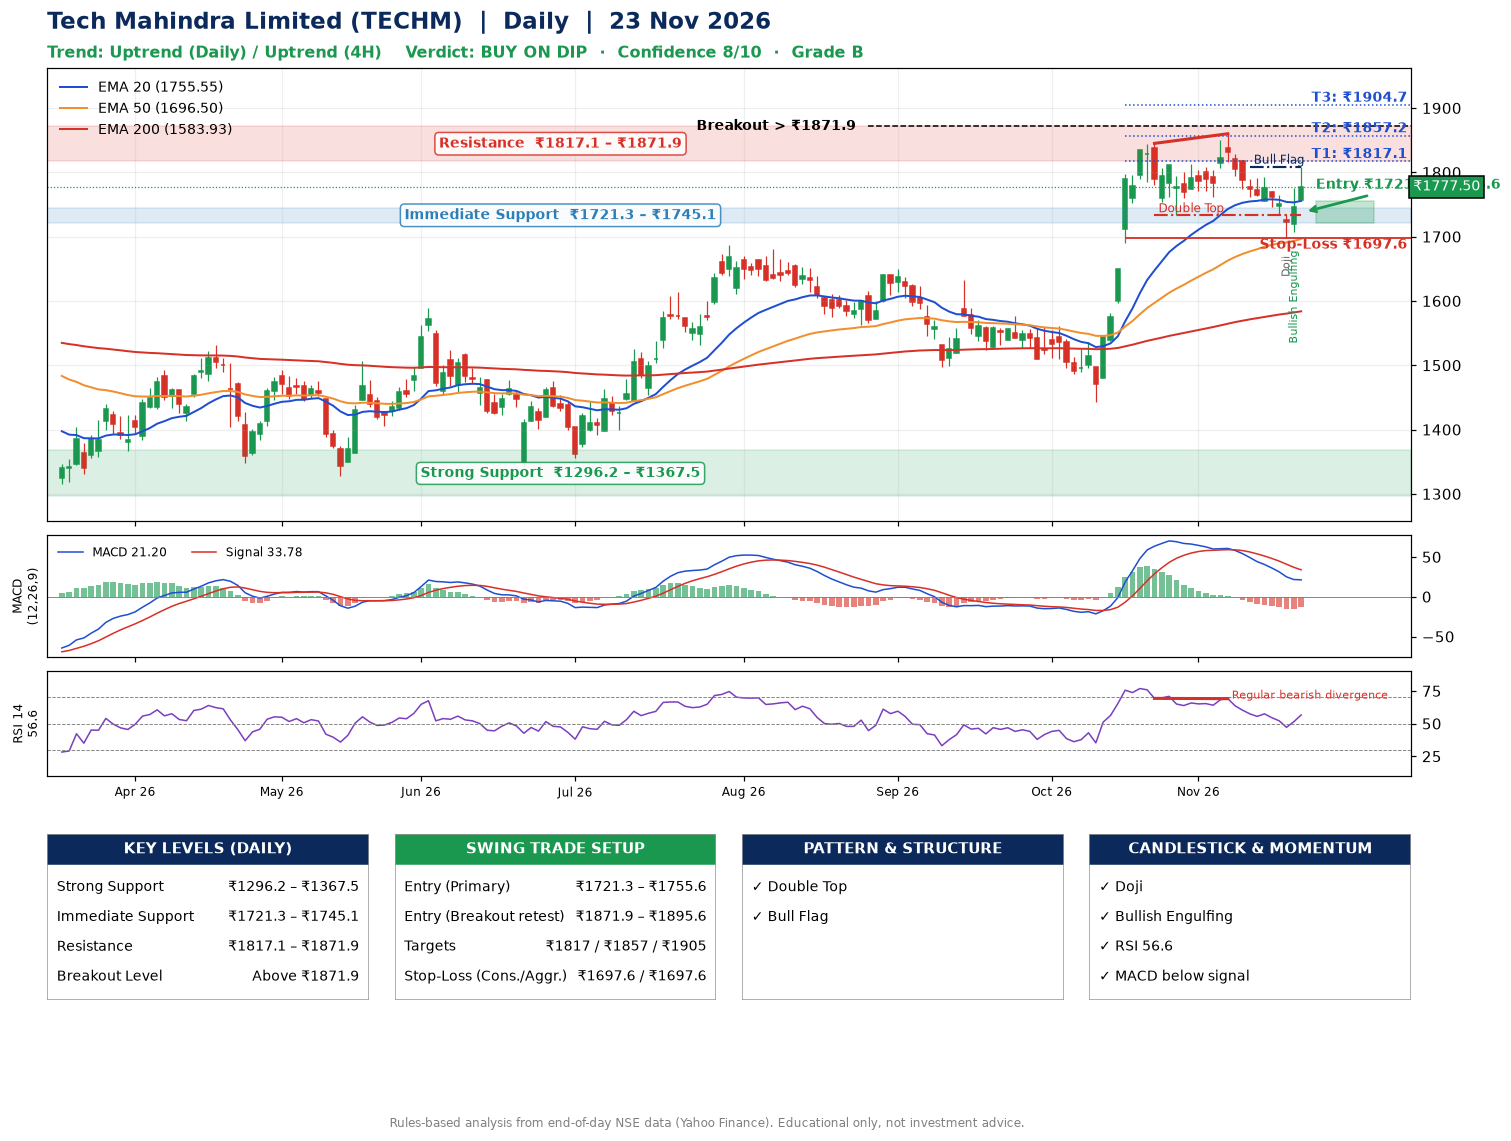 Tech Mahindra Limited (TECHM)  |  Daily  |  23 Nov 2026
Trend: Uptrend (Daily) / Uptrend (4H)    Verdict: BUY ON DIP  ·  Confidence 8/10  ·  Grade B
EMA 20 (1755.55)
EMA 50 (1696.50)
EMA 200 (1583.93)
T3: ₹1904.7
Breakout > ₹1871.9
T2: ₹1857.2
Resistance  ₹1817.1 – ₹1871.9
T1: ₹1817.1
Bull Flag
Entry ₹172
₹1777.50
.6
Immediate Support  ₹1721.3 – ₹1745.1
Double Top
Stop-Loss ₹1697.6
Doji
Bullish Engulfing
Strong Support  ₹1296.2 – ₹1367.5
1900
1800
1700
1600
1500
1400
1300
MACD 21.20
Signal 33.78
MACD
(12,26,9)
50
0
−50
RSI 14
56.6
Regular bearish divergence
75
50
25
Apr 26
May 26
Jun 26
Jul 26
Aug 26
Sep 26
Oct 26
Nov 26
KEY LEVELS (DAILY)
Strong Support ₹1296.2 – ₹1367.5
Immediate Support ₹1721.3 – ₹1745.1
Resistance ₹1817.1 – ₹1871.9
Breakout Level Above ₹1871.9
SWING TRADE SETUP
Entry (Primary) ₹1721.3 – ₹1755.6
Entry (Breakout retest) ₹1871.9 – ₹1895.6
Targets ₹1817 / ₹1857 / ₹1905
Stop-Loss (Cons./Aggr.) ₹1697.6 / ₹1697.6
PATTERN & STRUCTURE
✓ Double Top
✓ Bull Flag
CANDLESTICK & MOMENTUM
✓ Doji
✓ Bullish Engulfing
✓ RSI 56.6
✓ MACD below signal
Rules-based analysis from end-of-day NSE data (Yahoo Finance). Educational only, not investment advice.